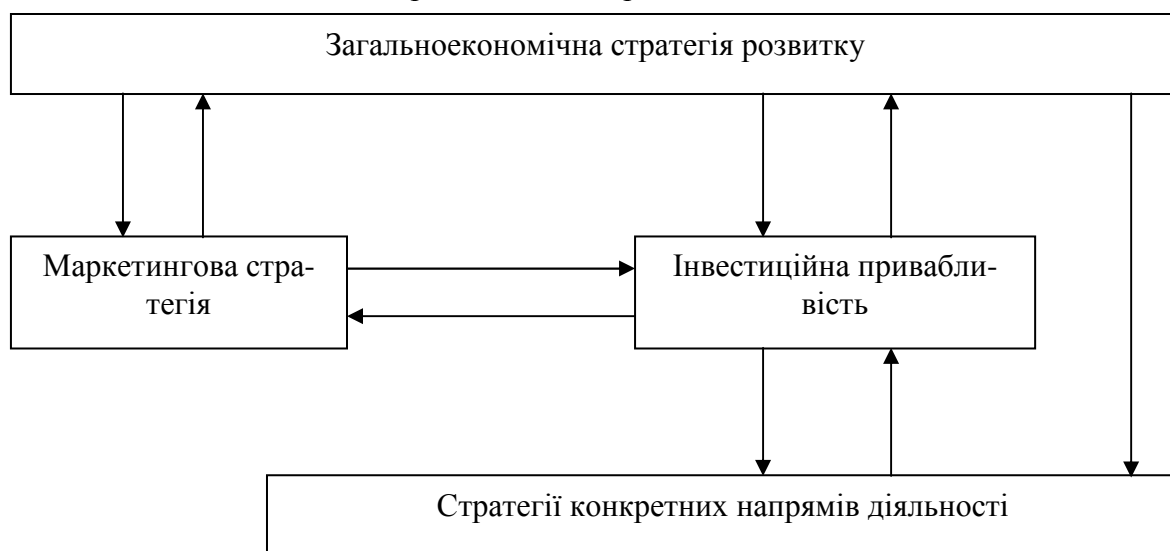 Загальноекономічна стратегія розвитку
Маркетингова стра-
тегія
Інвестиційна привабли-
вість
Стратегії конкретних напрямів діяльності